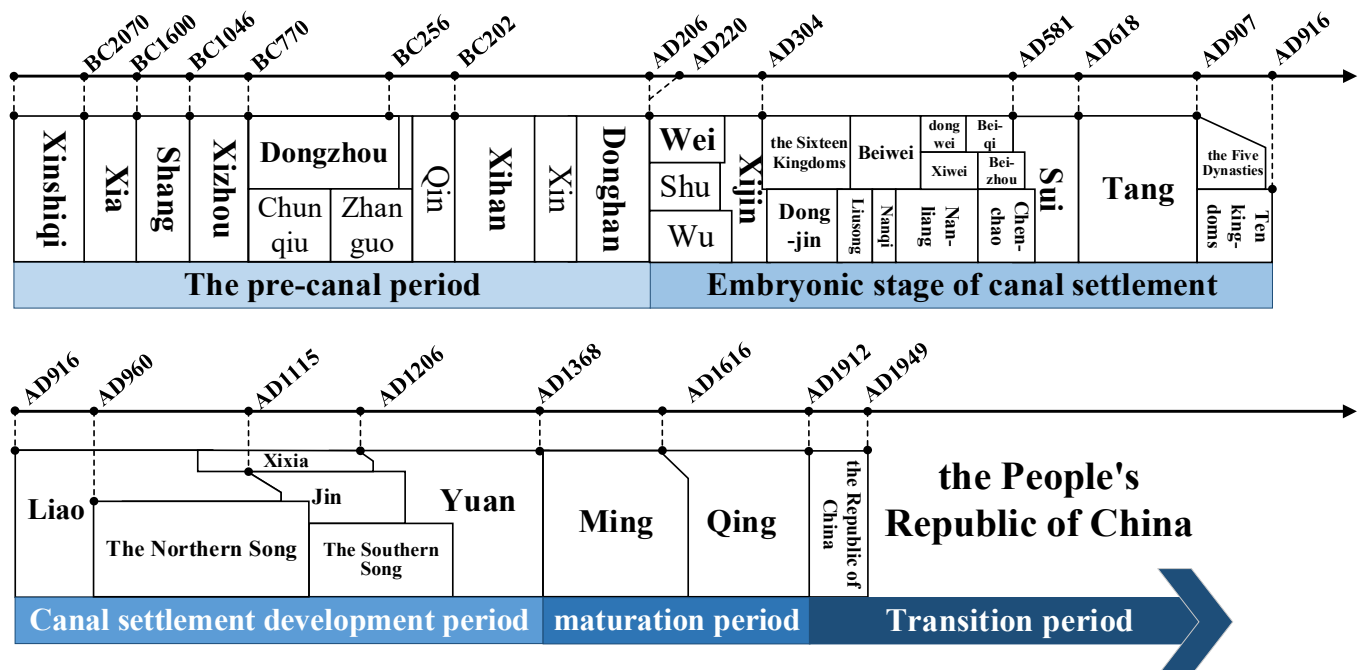 BC2070
BC1600
BC1046
BC770
BC256
BC202
AD206
AD220
AD304
AD581
AD618
AD907
AD916
Xinshiqi
Xia
Shang
Xizhou
Dongzhou
Chun
qiu
Zhan
guo
Qin
Xihan
Xin
Donghan
Wei
Shu
Wu
Xijin
the Sixteen
Kingdoms
Dong
-jin
Beiwei
Liusong
Nanqi
dong
wei
Xiwei
Nan-
liang
Bei-
qi
Bei-
zhou
Chen-
chao
Sui
Tang
the Five
Dynasties
Ten
king-
doms
The pre-canal period
Embryonic stage of canal settlement
AD916
AD960
AD1115
AD1206
AD1368
AD1616
AD1912
AD1949
Liao
Xixia
Jin
The Northern Song
The Southern
Song
Yuan
Ming
Qing
the Republic of
China
the People's
Republic of China
Canal settlement development period
maturation period
Transition period